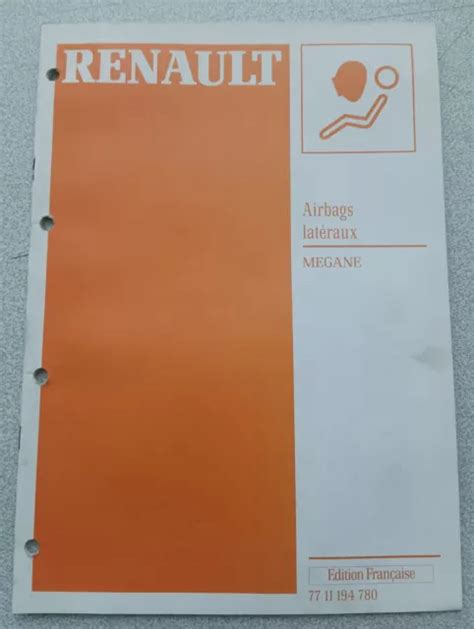 RENAULT
Airbags
latéraux
MEGANE
Edition Française
77 11 194 780